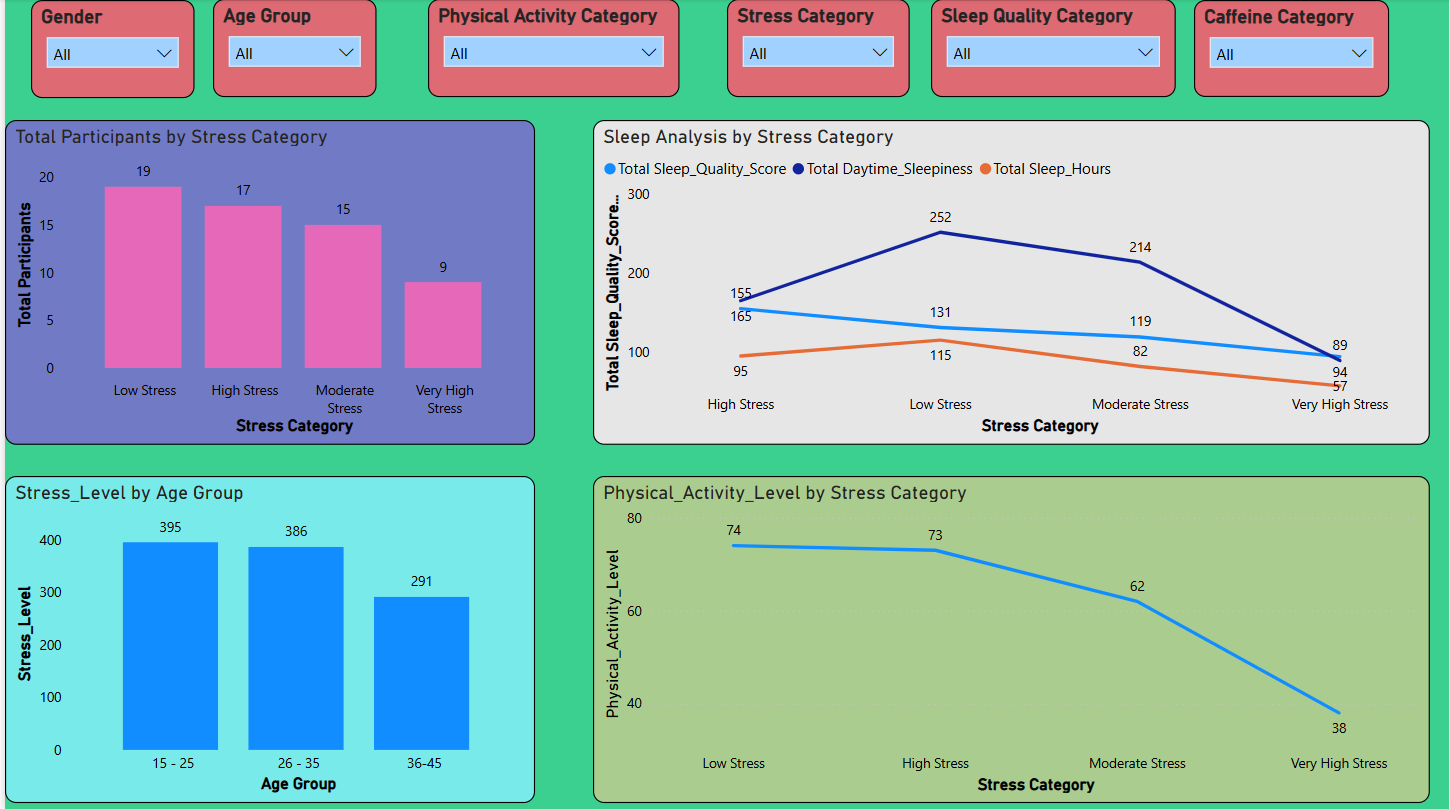 Gender
Age Group
Physical Activity Category
Stress Category
Sleep Quality Category
Caffeine Category
All
All
All
All
All
All
Total Participants by Stress Category
Total Participants
20
15
10
5
0
19
17
15
9
Low Stress
High Stress
Moderate
Stress
Very High
Stress
Stress Category
Sleep Analysis by Stress Category
Total Sleep_Quality_Score
Total Daytime_Sleepiness
Total Sleep_Hours
Total Sleep_Quality_Score...
300
200
100
155
165
95
252
131
115
214
119
82
89
94
57
High Stress
Low Stress
Moderate Stress
Very High Stress
Stress Category
Stress_Level by Age Group
Stress_Level
400
300
200
100
0
395
386
291
15 - 25
26 - 35
36-45
Age Group
Physical_Activity_Level by Stress Category
Physical_Activity_Level
80
60
40
74
73
62
38
Low Stress
High Stress
Moderate Stress
Very High Stress
Stress Category